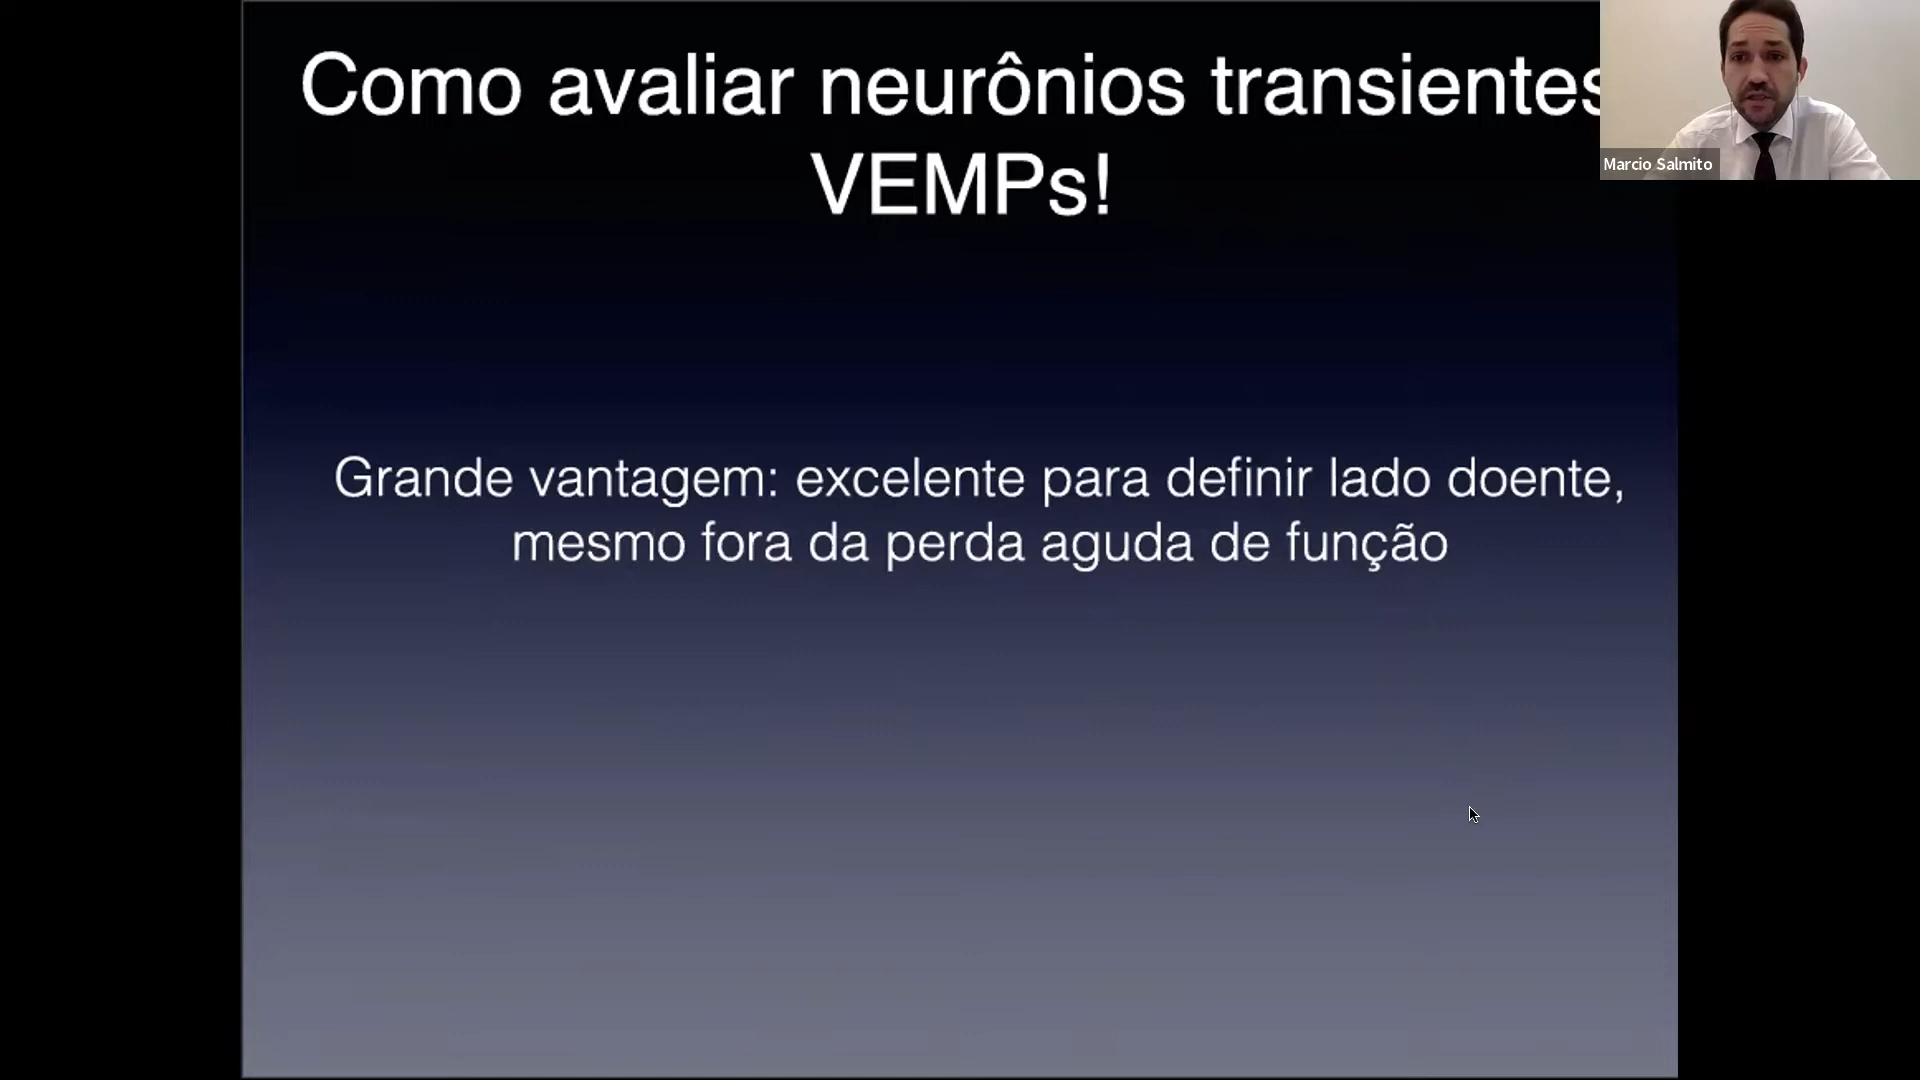 Como avaliar neurônios transientes
VEMPs!
Marcio Salmito
Grande vantagem: excelente para definir lado doente,
mesmo fora da perda aguda de função